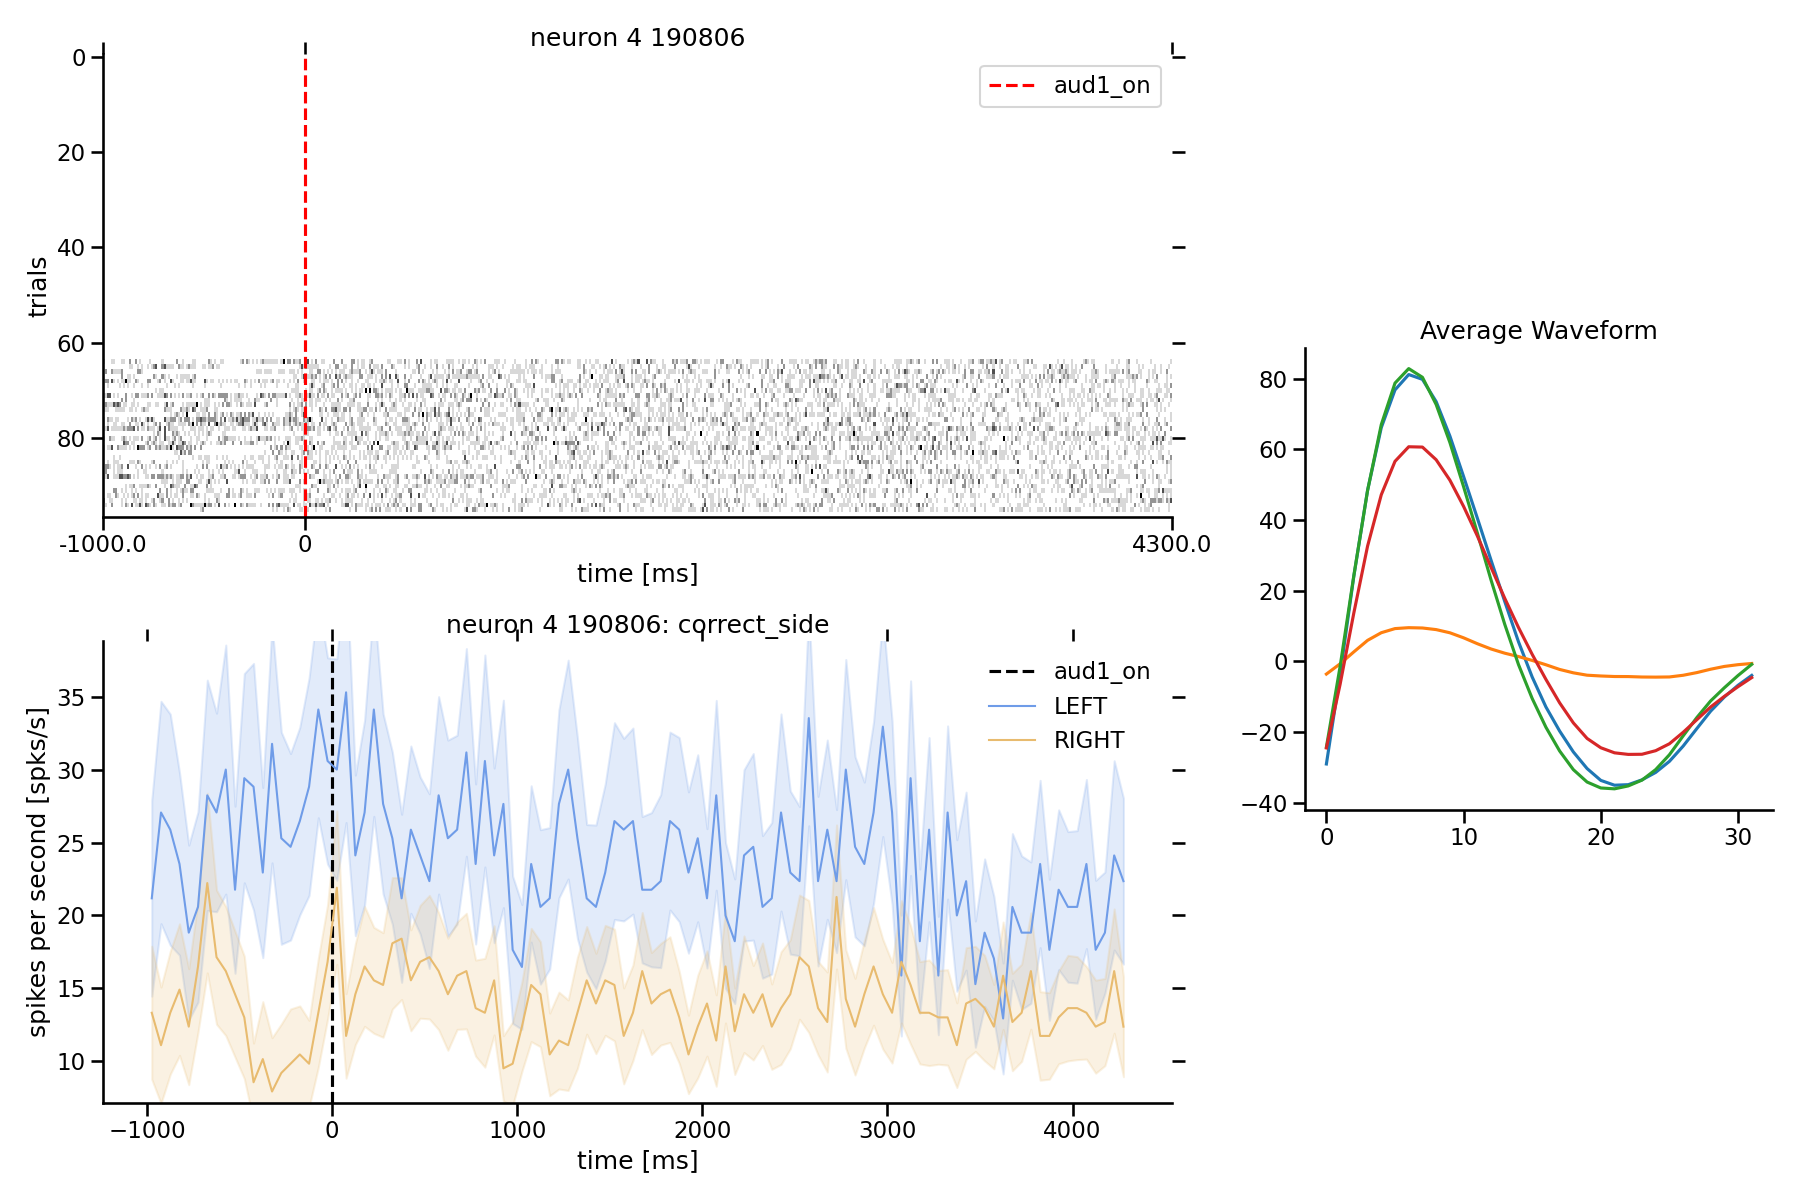 neuron 4 190806
0
20
40
60
80
trials
aud1_on
-1000.0
0
4300.0
time [ms]
neuron 4 190806: correct_side
35
30
25
20
15
10
spikes per second [spks/s]
aud1_on
LEFT
RIGHT
−1000
0
1000
2000
3000
4000
time [ms]
Average Waveform
80
60
40
20
0
−20
−40
0
10
20
30